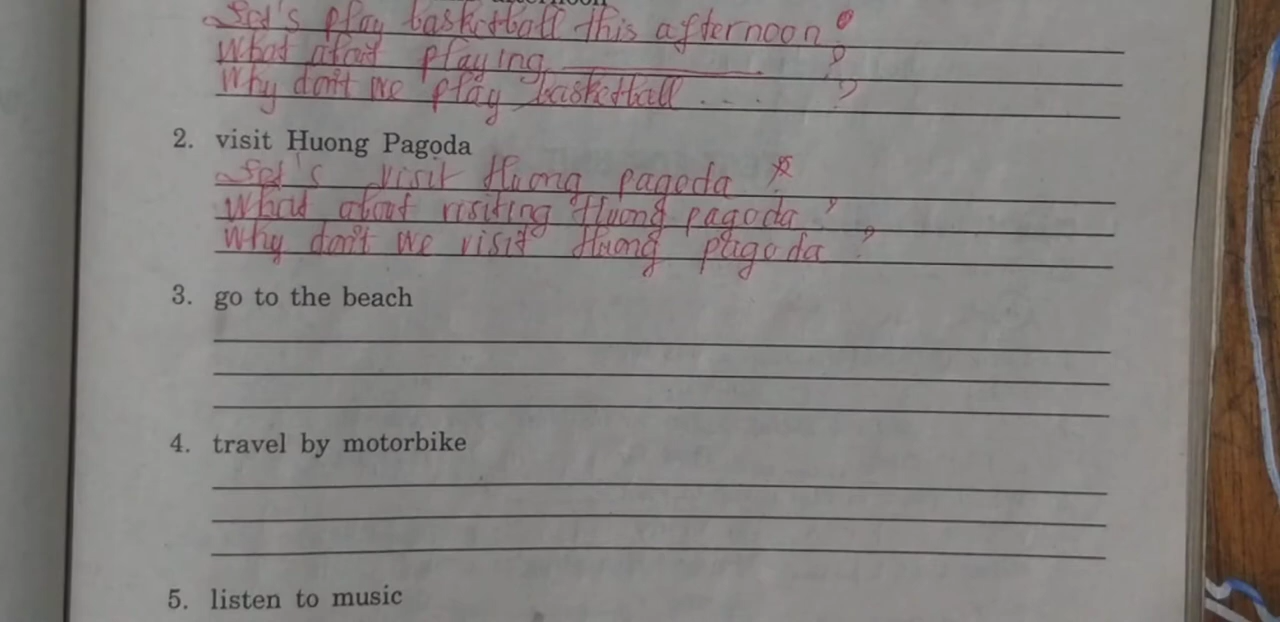 Let's play basketball this afternoon.
What about playing ?
Why don't we play basketball .... ?
2. visit Huong Pagoda
Let's visit Huong pagoda
What about visiting Huong pagoda ?
Why don't we visit Huong pagoda ?
3. go to the beach
4. travel by motorbike
5. listen to music